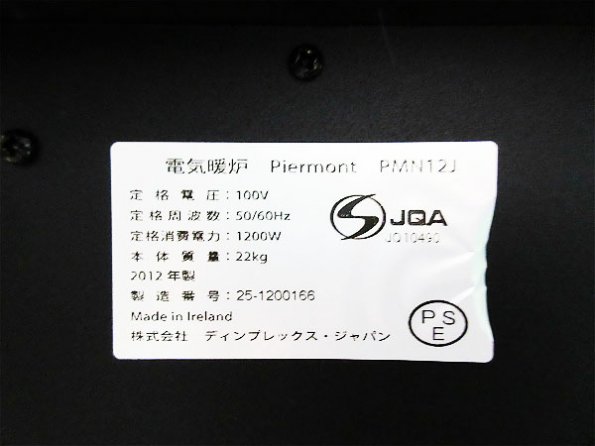 電気暖炉 Piermont PMN12J
定格電圧：100V
定格周波数：50/60Hz
定格消費電力：1200W
本体質量：22kg
2012年製
製造番号：25-1200166
Made in Ireland
株式会社 ディンプレックス・ジャパン
JQA
PS
E